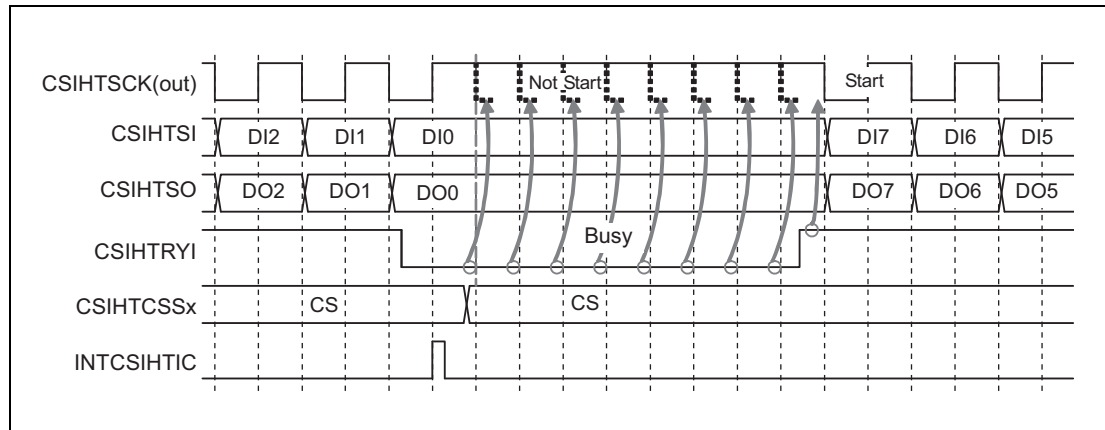 CSIHTSCK(out) Not Start Start
CSIHTSI DI2 DI1 DI0 DI7 DI6 DI5
CSIHTSO DO2 DO1 DO0 DO7 DO6 DO5
CSIHTRYI Busy
CSIHTCSSx CS CS
INTCSIHTIC